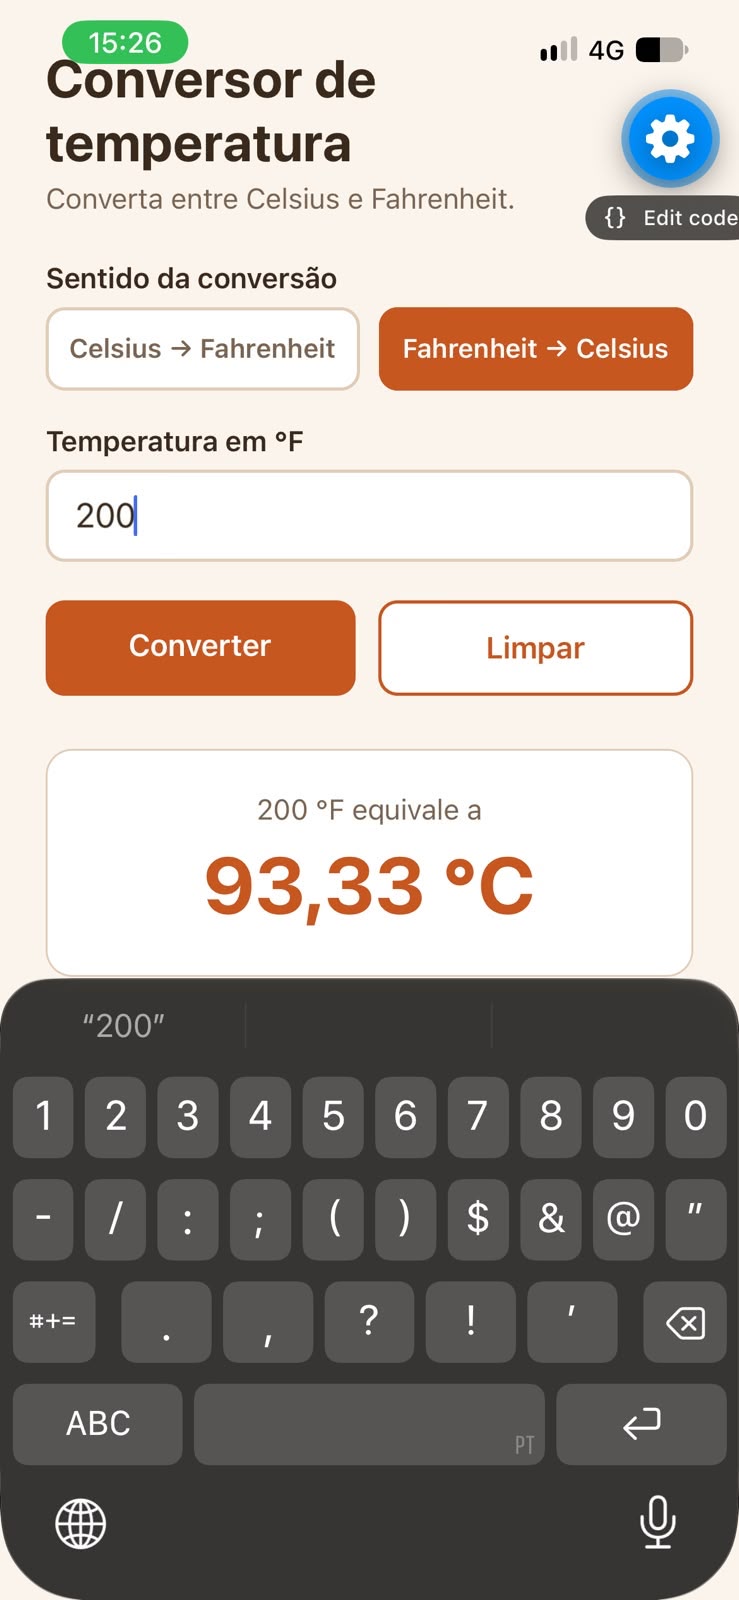 15:26
4G
Conversor de
temperatura
Converta entre Celsius e Fahrenheit.
{} Edit code
Sentido da conversão
Celsius → Fahrenheit
Fahrenheit → Celsius
Temperatura em °F
200
Converter
Limpar
200 °F equivale a
93,33 °C
“200”
1 2 3 4 5 6 7 8 9 0
- / : ; ( ) $ & @ "
#+= . , ? ! '
ABC
PT